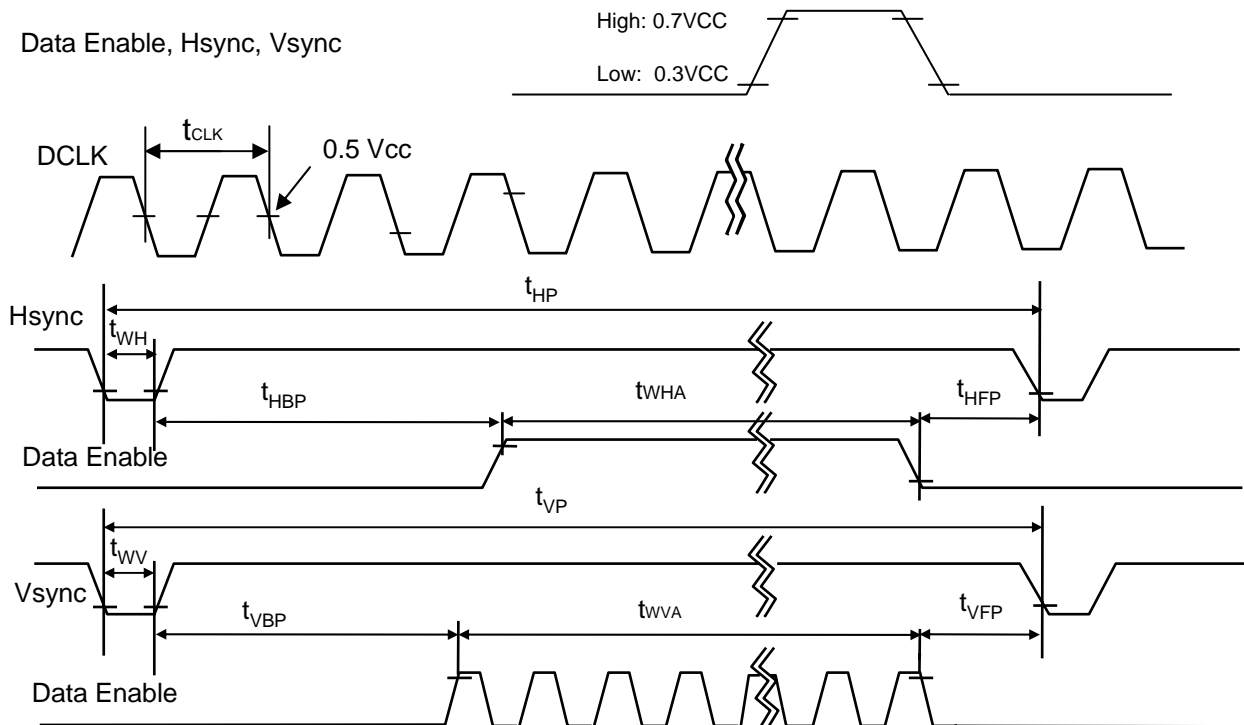 High: 0.7VCC
Data Enable, Hsync, Vsync
Low: 0.3VCC
tCLK
DCLK
0.5 Vcc
tHP
Hsync
tWH
tHBP
tWHA
tHFP
Data Enable
tVP
tWV
Vsync
tVBP
tWVA
tVFP
Data Enable